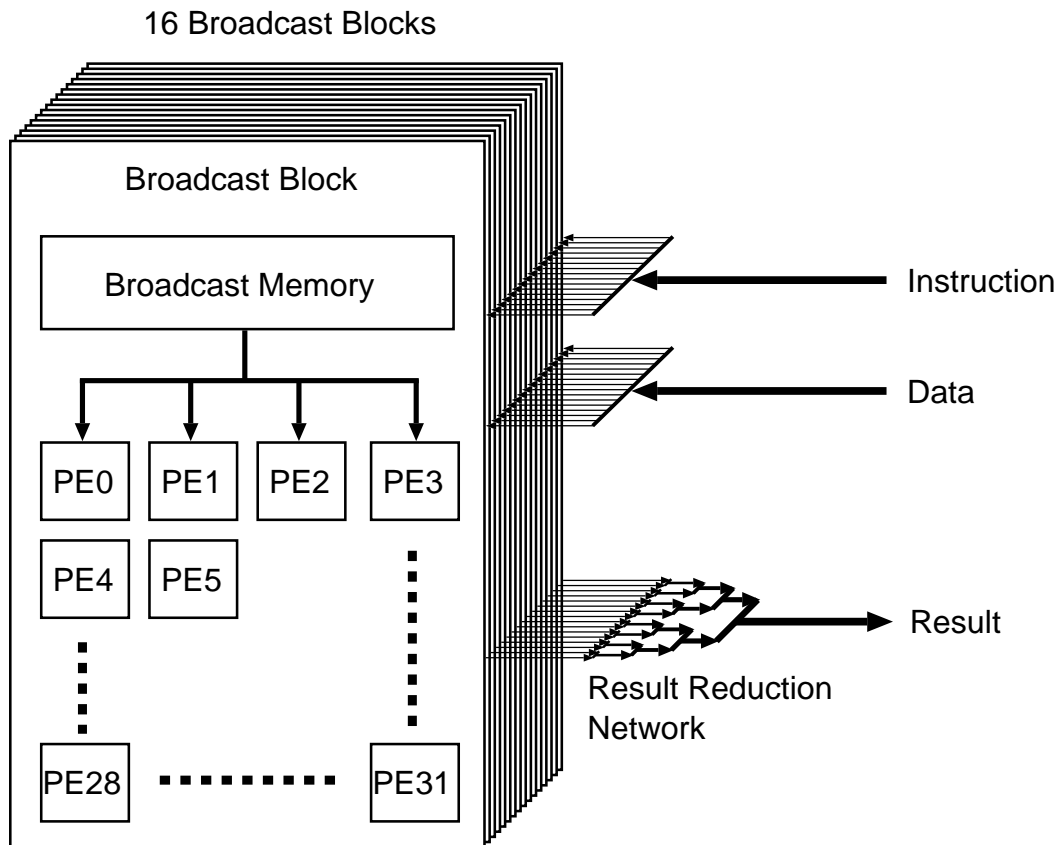 16 Broadcast Blocks
Broadcast Block
Broadcast Memory
Instruction
Data
PE0 PE1 PE2 PE3
PE4 PE5
Result
Result Reduction
Network
PE28 PE31